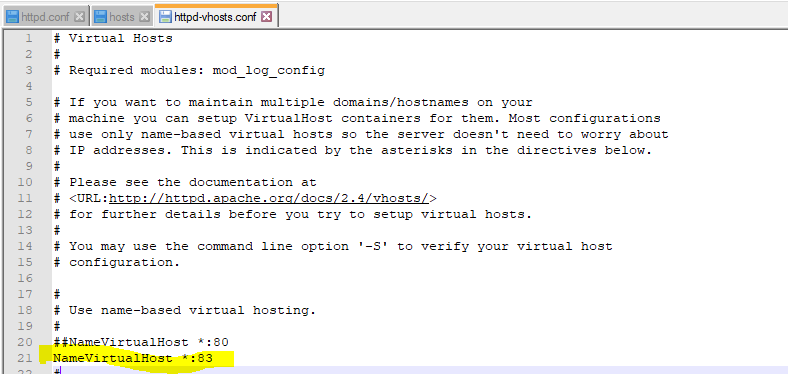 httpd.conf hosts httpd-vhosts.conf
1 # Virtual Hosts
2 #
3 # Required modules: mod_log_config
4
5 # If you want to maintain multiple domains/hostnames on your
6 # machine you can setup VirtualHost containers for them. Most configurations
7 # use only name-based virtual hosts so the server doesn't need to worry about
8 # IP addresses. This is indicated by the asterisks in the directives below.
9 #
10 # Please see the documentation at
11 # <URL:http://httpd.apache.org/docs/2.4/vhosts/>
12 # for further details before you try to setup virtual hosts.
13 #
14 # You may use the command line option '-S' to verify your virtual host
15 # configuration.
16
17 #
18 # Use name-based virtual hosting.
19 #
20 ##NameVirtualHost *:80
21 NameVirtualHost *:83
22 #